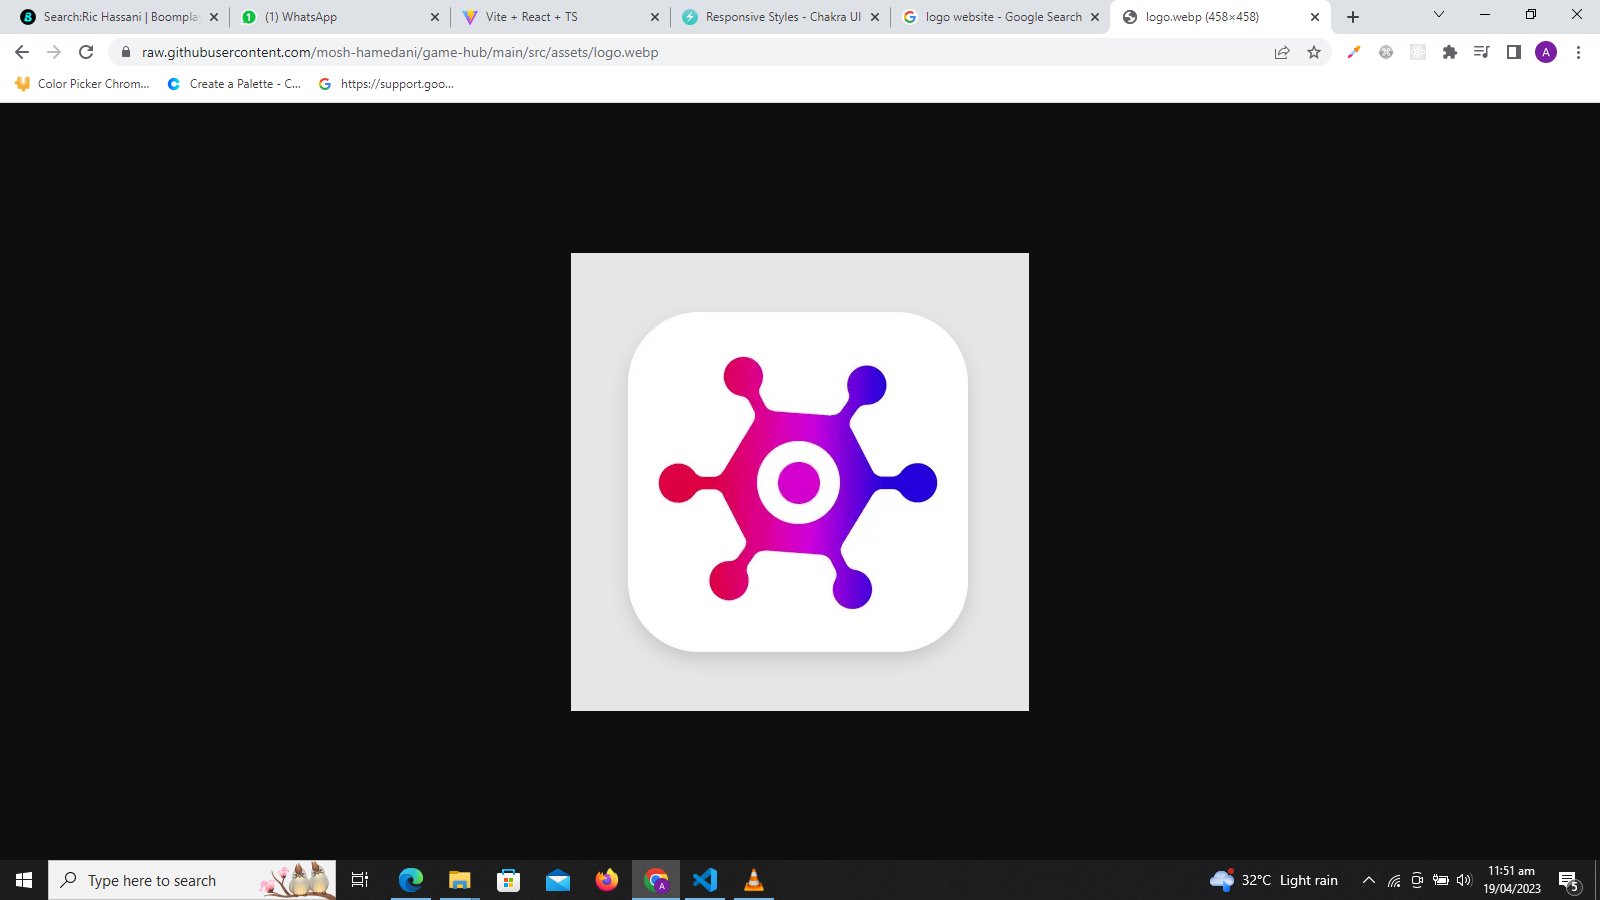 Search:Ric Hassani | Boompla
(1) WhatsApp
Vite + React + TS
Responsive Styles - Chakra UI
logo website - Google Search
logo.webp (458×458)
raw.githubusercontent.com/mosh-hamedani/game-hub/main/src/assets/logo.webp
A
Color Picker Chrom...
Create a Palette - C...
https://support.goo...
Type here to search
A
32°C Light rain
11:51 am
19/04/2023
5